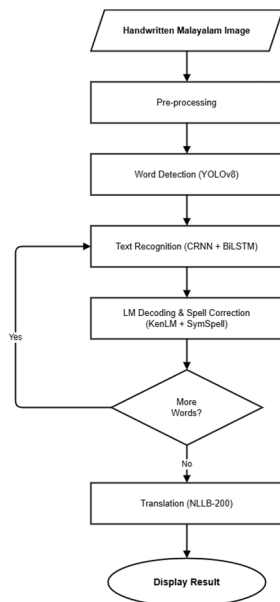 Handwritten Malayalam Image
Pre-processing
Word Detection (YOLOv8)
Text Recognition (CRNN + BiLSTM)
LM Decoding & Spell Correction
(KenLM + SymSpell)
Yes
More
Words?
No
Translation (NLLB-200)
Display Result